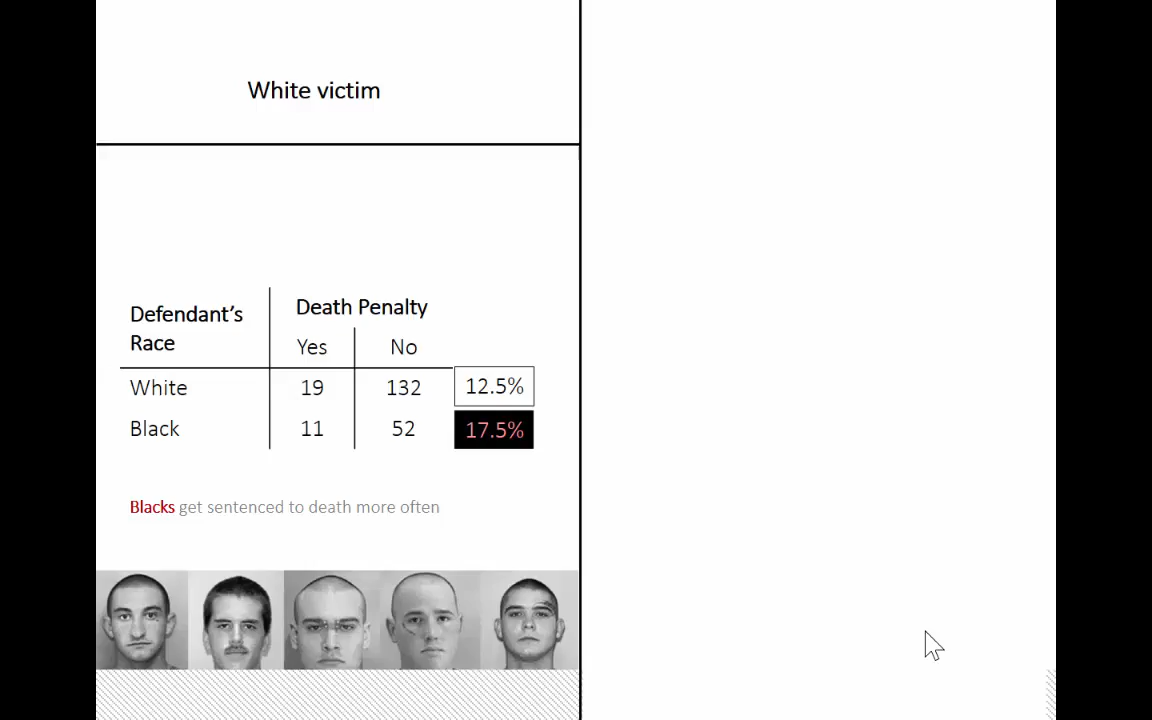 White victim
Defendant's Death Penalty
Race Yes No
White 19 132 12.5%
Black 11 52 17.5%
Blacks get sentenced to death more often